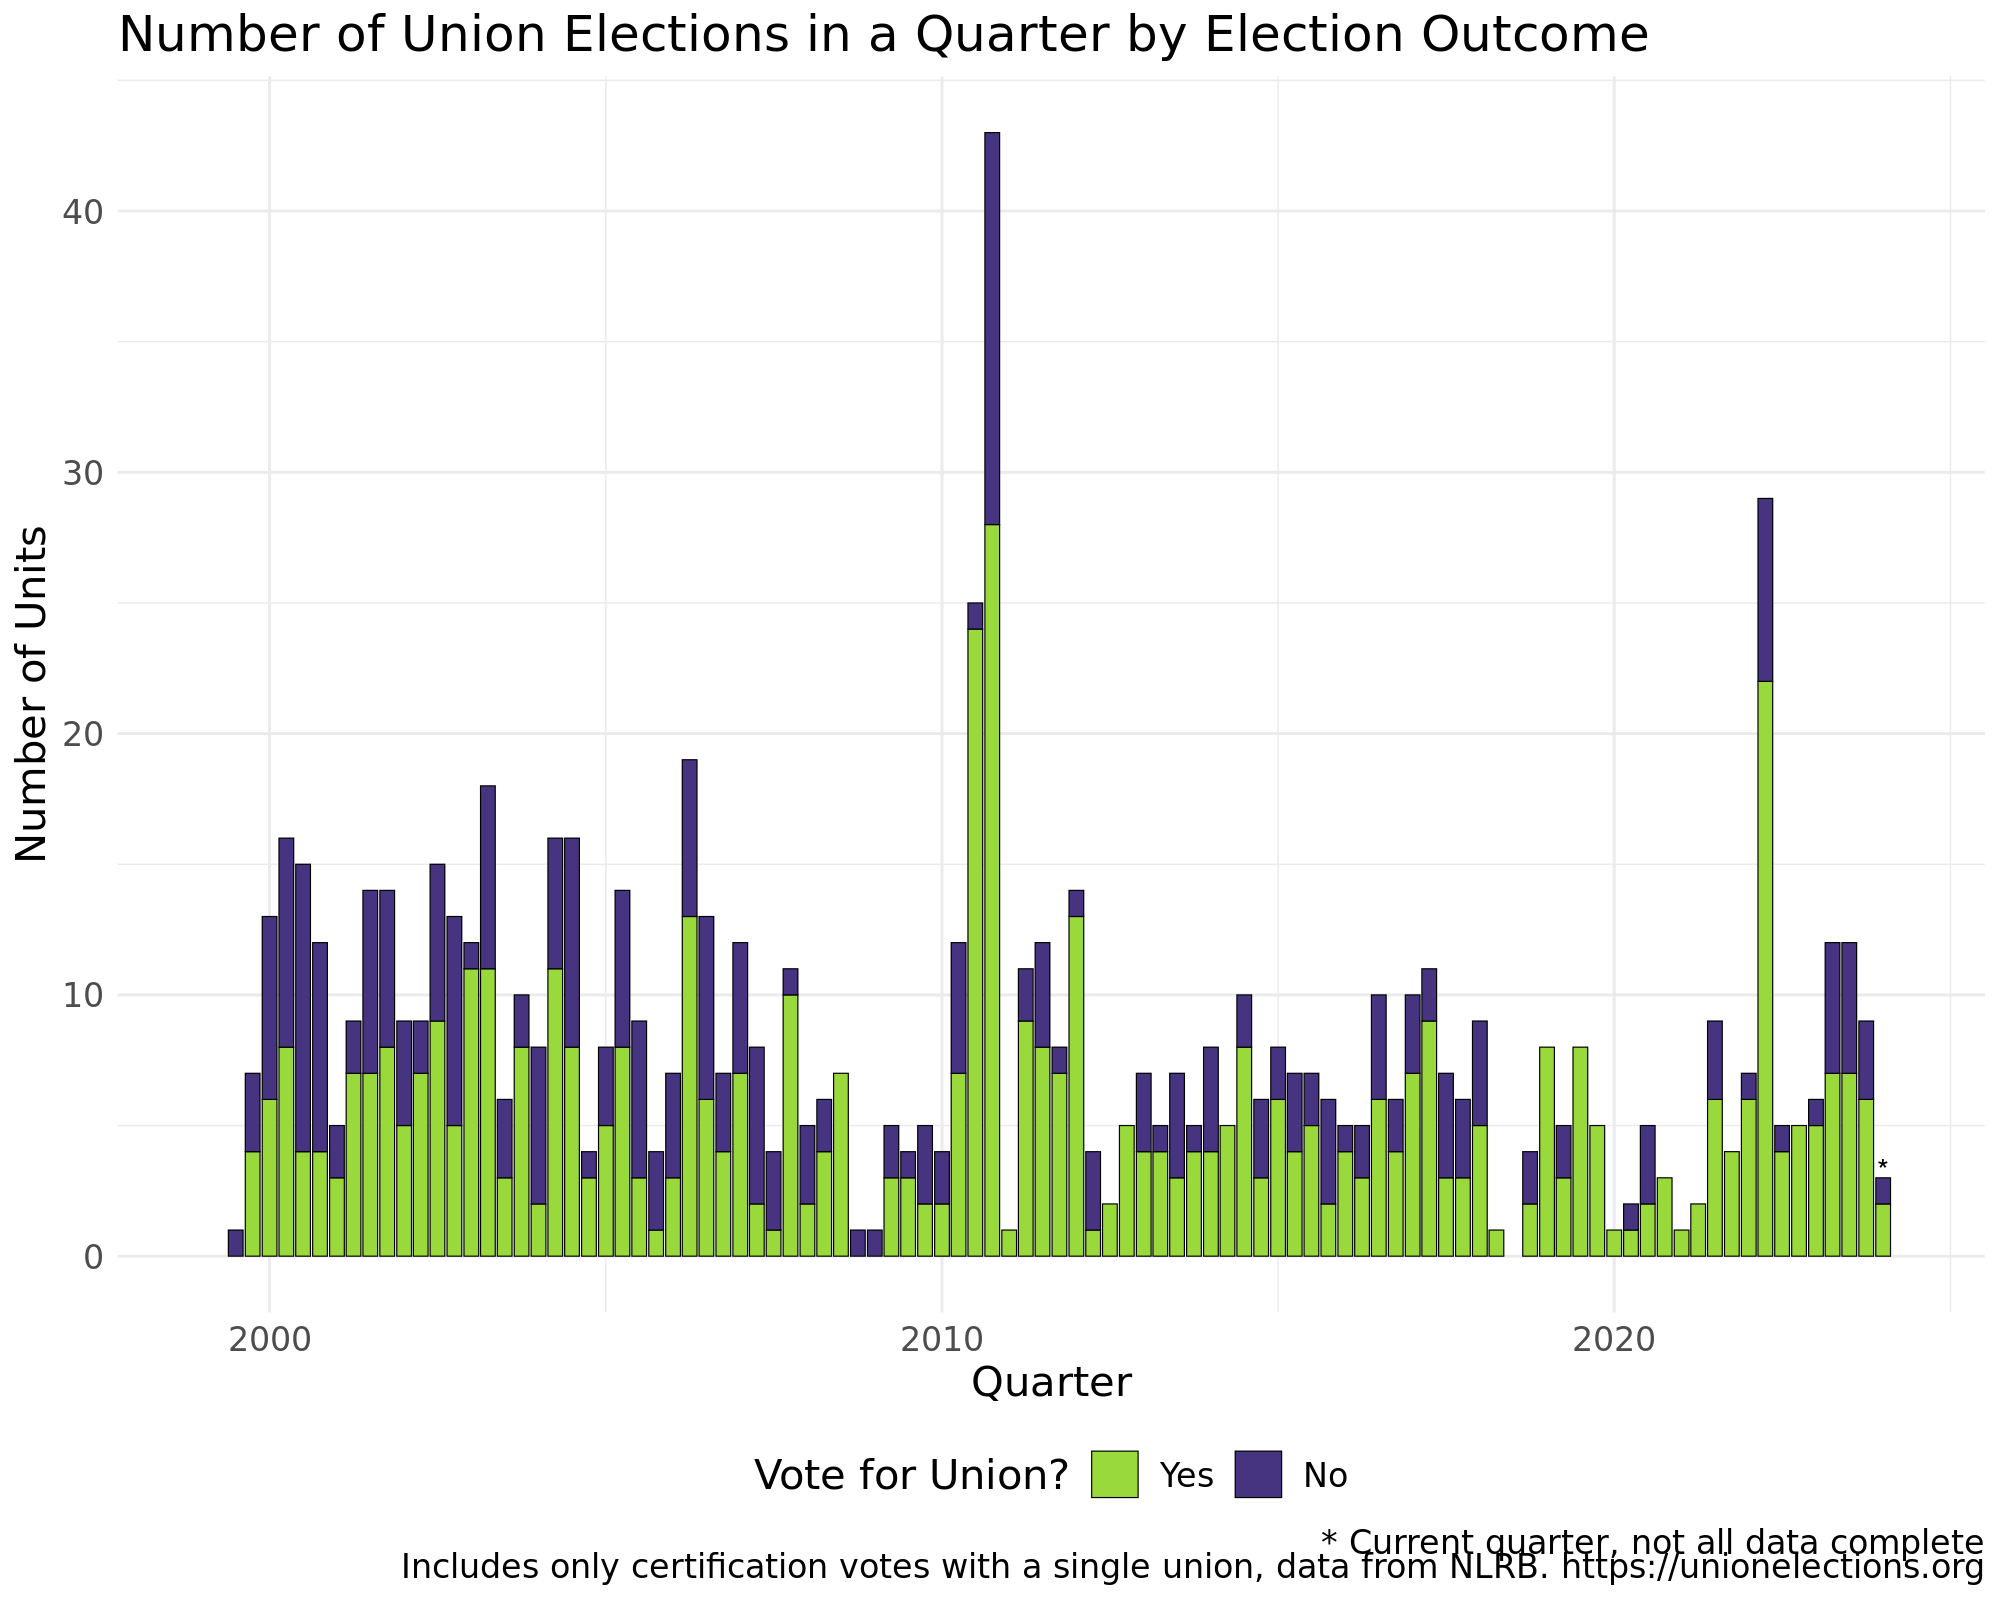 Number of Union Elections in a Quarter by Election Outcome
Number of Units
40
30
20
10
0
*
2000
2010
2020
Quarter
Vote for Union?
Yes
No
* Current quarter, not all data complete
Includes only certification votes with a single union, data from NLRB. https://unionelections.org